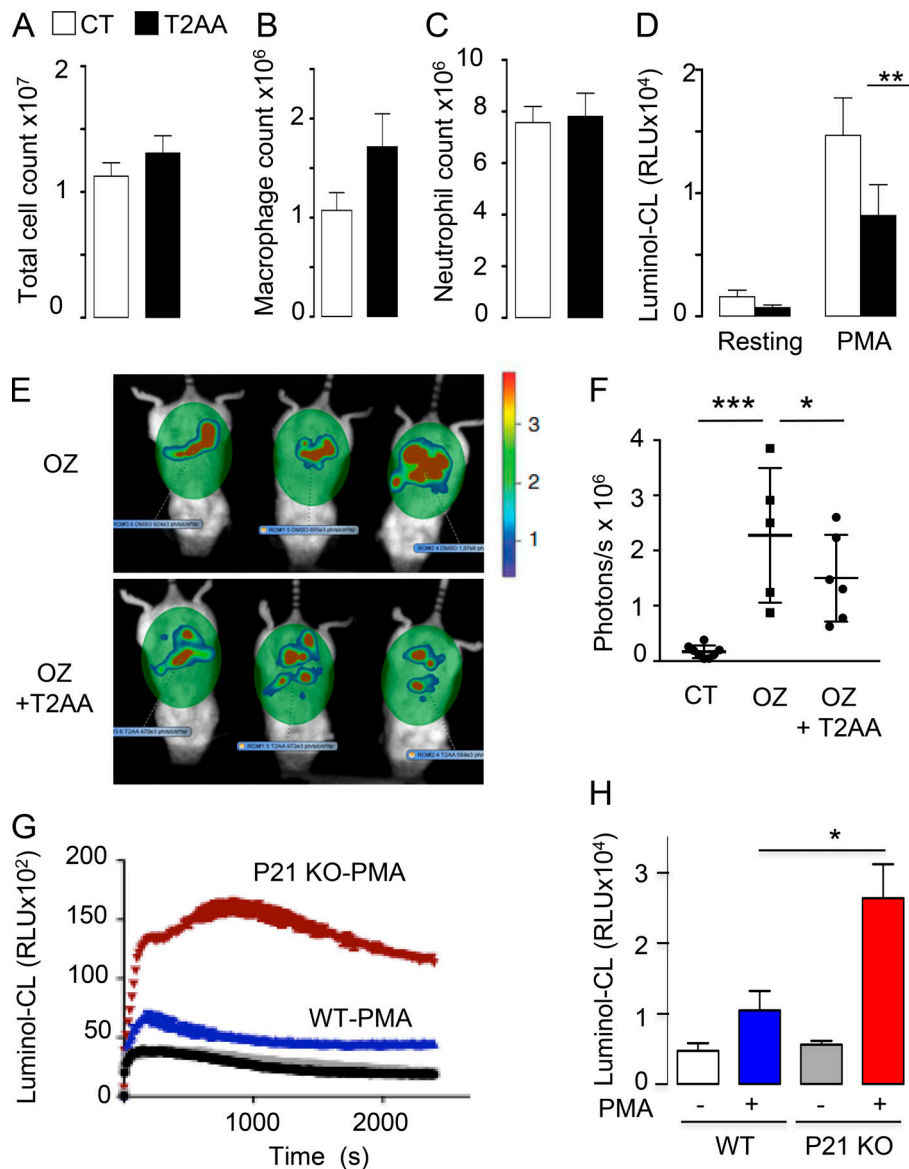 A
CT
T2AA
B
C
D
Total cell count x10⁷
2
1
0
Macrophage count x10⁶
2
1
0
Neutrophil count x10⁶
10
8
6
4
2
0
Luminol-CL (RLUx10⁴)
2
1
0
**
Resting
PMA
E
OZ
OZ
+T2AA
3
2
1
F
***
*
Photons/s x 10⁶
4
3
2
1
0
CT
OZ
OZ
+ T2AA
G
Luminol-CL (RLUx10²)
200
150
100
50
0
P21 KO-PMA
WT-PMA
1000
2000
Time (s)
H
*
Luminol-CL (RLUx10⁴)
3
2
1
0
PMA
-
+
-
+
WT
P21 KO